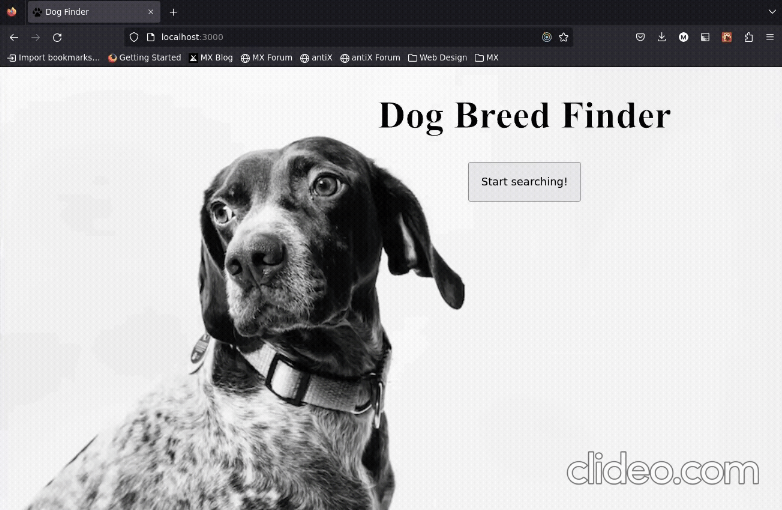 Dog Finder
localhost:3000
Import bookmarks... Getting Started MX Blog MX Forum antiX antiX Forum Web Design MX
Dog Breed Finder
Start searching!
clideo.com